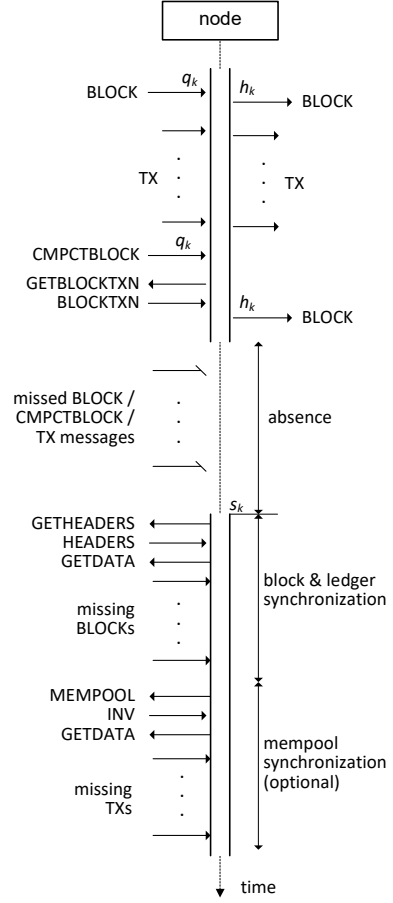 node
q_k
h_k
BLOCK
BLOCK
TX
TX
CMPCTBLOCK
q_k
GETBLOCKTXN
BLOCKTXN
h_k
BLOCK
missed BLOCK /
CMPCTBLOCK /
TX messages
absence
s_k
GETHEADERS
HEADERS
GETDATA
block & ledger
synchronization
missing
BLOCKs
MEMPOOL
INV
GETDATA
mempool
synchronization
(optional)
missing
TXs
time